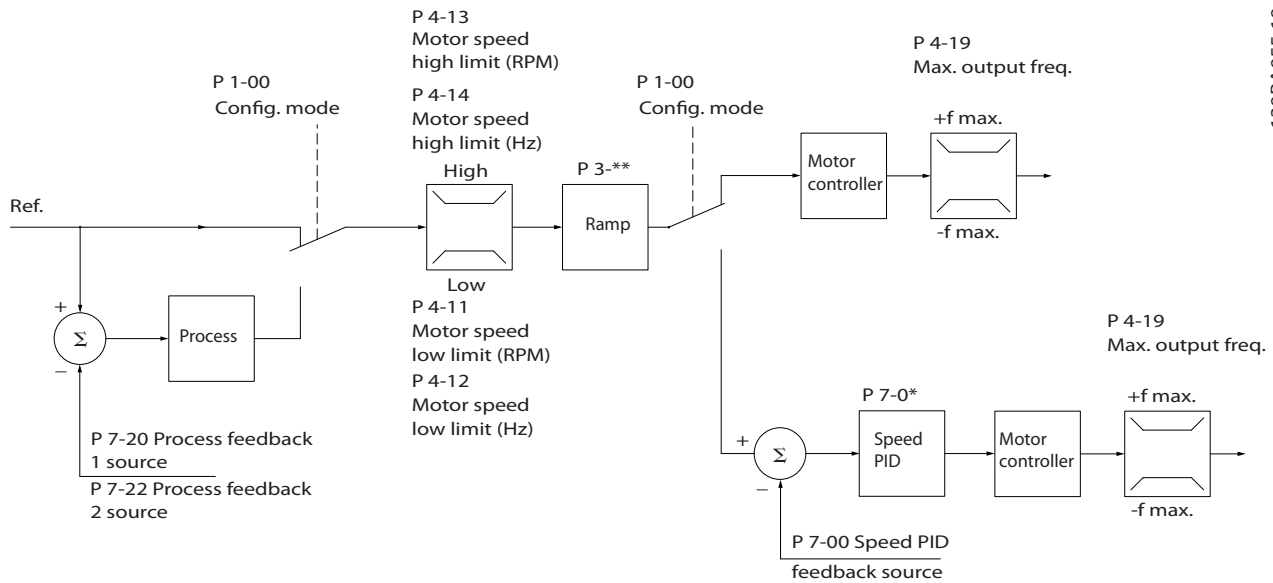 P 4-13
Motor speed
high limit (RPM)
P 4-14
Motor speed
high limit (Hz)
High
P 1-00
Config. mode
P 3-**
Ramp
P 1-00
Config. mode
P 4-19
Max. output freq.
+f max.
Motor
controller
-f max.
Ref.
+
Σ
−
Process
Low
P 4-11
Motor speed
low limit (RPM)
P 4-12
Motor speed
low limit (Hz)
P 7-20 Process feedback
1 source
P 7-22 Process feedback
2 source
P 4-19
Max. output freq.
P 7-0*
+f max.
+
Σ
−
Speed
PID
Motor
controller
-f max.
P 7-00 Speed PID
feedback source